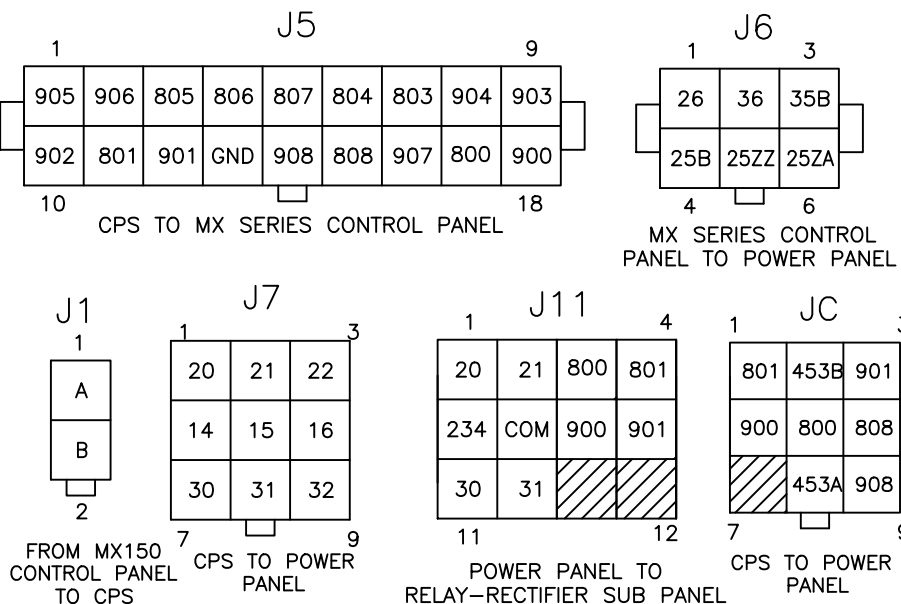 J5
1 9
905 906 805 806 807 804 803 904 903
902 801 901 GND 908 808 907 800 900
10 18
CPS TO MX SERIES CONTROL PANEL
J6
1 3
26 36 35B
25B 25ZZ 25ZA
4 6
MX SERIES CONTROL
PANEL TO POWER PANEL
J1
1
A
B
2
FROM MX150
CONTROL PANEL
TO CPS
J7
1 3
20 21 22
14 15 16
30 31 32
7 9
CPS TO POWER
PANEL
J11
1 4
20 21 800 801
234 COM 900 901
30 31
11 12
POWER PANEL TO
RELAY-RECTIFIER SUB PANEL
JC
1 3
801 453B 901
900 800 808
453A 908
7 9
CPS TO POWER
PANEL